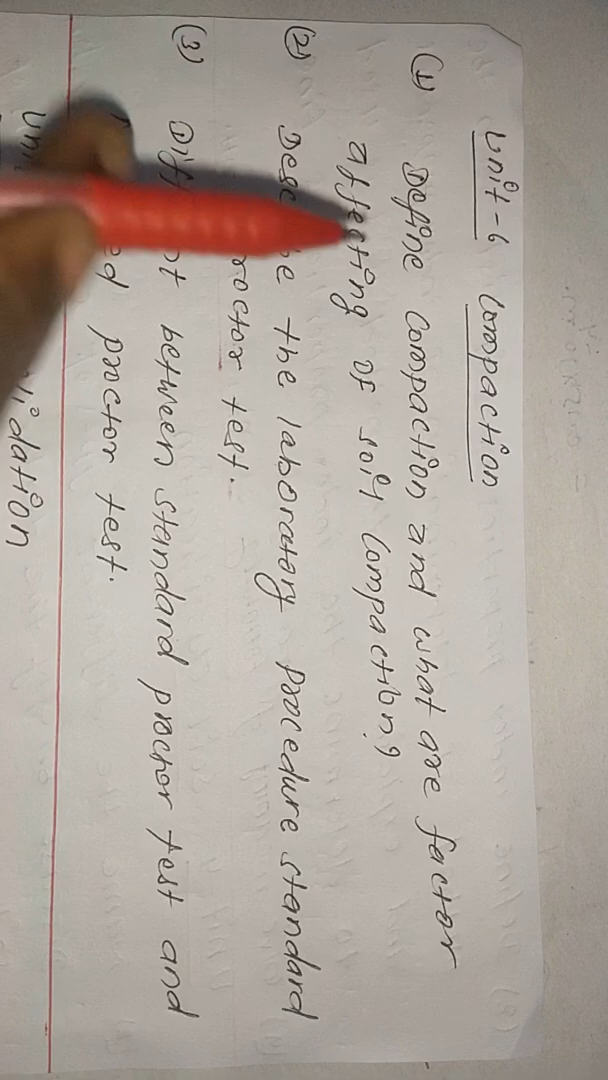 Unit-6 Compaction
(1) Define Compaction and what are factor
affecting of soil Compaction?
(2) the laboratory procedure standard
test.
(3) between standard proctor test and
proctor test.